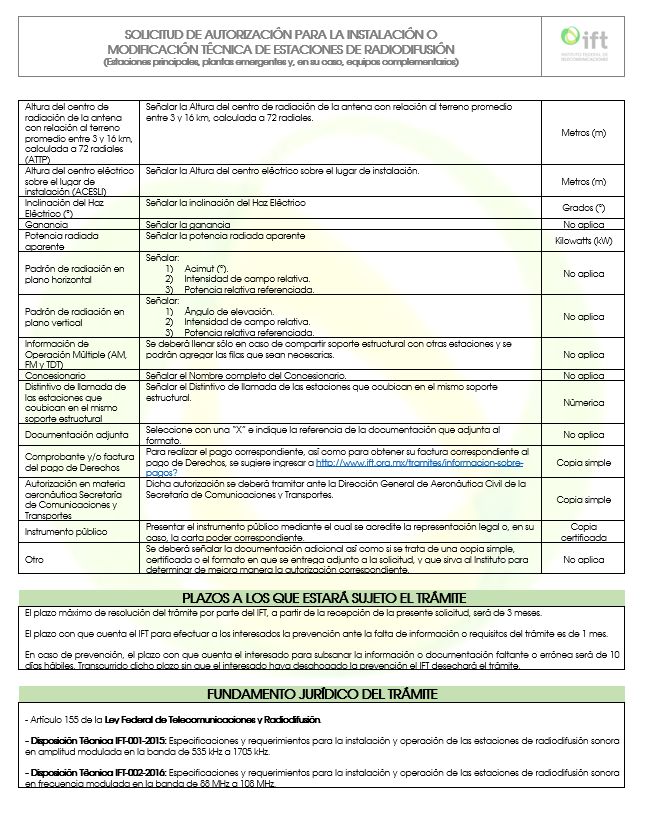 SOLICITUD DE AUTORIZACIÓN PARA LA INSTALACIÓN O
MODIFICACIÓN TÉCNICA DE ESTACIONES DE RADIODIFUSIÓN
(Estaciones principales, plantas emergentes y, en su caso, equipos complementarios)
ift
INSTITUTO FEDERAL DE
TELECOMUNICACIONES
Altura del centro de
radiación de la antena
con relación al terreno
promedio entre 3 y 16 km,
calculada a 72 radiales
(ATTP)
Señalar la Altura del centro de radiación de la antena con relación al terreno promedio
entre 3 y 16 km, calculada a 72 radiales.
Metros (m)
Altura del centro eléctrico
sobre el lugar de
instalación (ACESLI)
Señalar la Altura del centro eléctrico sobre el lugar de instalación.
Metros (m)
Inclinación del Haz
Eléctrico (°)
Señalar la inclinación del Haz Eléctrico
Grados (°)
Ganancia
Señalar la ganancia
No aplica
Potencia radiada
aparente
Señalar la potencia radiada aparente
Kilowatts (kW)
Padrón de radiación en
plano horizontal
Señalar:
1) Acimut (°).
2) Intensidad de campo relativa.
3) Potencia relativa referenciada.
No aplica
Padrón de radiación en
plano vertical
Señalar:
1) Ángulo de elevación.
2) Intensidad de campo relativa.
3) Potencia relativa referenciada.
No aplica
Información de
Operación Múltiple (AM,
FM y TDT)
Se deberá llenar sólo en caso de compartir soporte estructural con otras estaciones y se
podrán agregar las filas que sean necesarias.
No aplica
Concesionario
Señalar el Nombre completo del Concesionario.
No aplica
Distintivo de llamada de
las estaciones que
coubican en el mismo
soporte estructural
Señalar el Distintivo de llamada de las estaciones que coubican en el mismo soporte
estructural.
Númerica
Documentación adjunta
Seleccione con una "X" e indique la referencia de la documentación que adjunta al
formato.
No aplica
Comprobante y/o factura
del pago de Derechos
Para realizar el pago correspondiente, así como para obtener su factura correspondiente al
pago de Derechos, se sugiere ingresar a http://www.ift.org.mx/tramites/informacion-sobre-
pagos?
Copia simple
Autorización en materia
aeronáutica Secretaría
de Comunicaciones y
Transportes
Dicha autorización se deberá tramitar ante la Dirección General de Aeronáutica Civil de la
Secretaría de Comunicaciones y Transportes.
Copia simple
Instrumento público
Presentar el instrumento público mediante el cual se acredite la representación legal o, en su
caso, la carta poder correspondiente.
Copia
certificada
Otro
Se deberá señalar la documentación adicional así como si se trata de una copia simple,
certificada o el formato en que se entrega adjunto a la solicitud, y que sirva al Instituto para
determinar de mejora manera la autorización correspondiente.
No aplica
PLAZOS A LOS QUE ESTARÁ SUJETO EL TRÁMITE
El plazo máximo de resolución del trámite por parte del IFT, a partir de la recepción de la presente solicitud, será de 3 meses.
El plazo con que cuenta el IFT para efectuar a los interesados la prevención ante la falta de información o requisitos del trámite es de 1 mes.
En caso de prevención, el plazo con que cuenta el interesado para subsanar la información o documentación faltante o errónea será de 10
días hábiles. Transcurrido dicho plazo sin que el interesado haya desahogado la prevención el IFT desechará el trámite.
FUNDAMENTO JURÍDICO DEL TRÁMITE
- Artículo 155 de la Ley Federal de Telecomunicaciones y Radiodifusión.
- Disposición Técnica IFT-001-2015: Especificaciones y requerimientos para la instalación y operación de las estaciones de radiodifusión sonora
en amplitud modulada en la banda de 535 kHz a 1705 kHz.
- Disposición Técnica IFT-002-2016: Especificaciones y requerimientos para la instalación y operación de las estaciones de radiodifusión sonora
en frecuencia modulada en la banda de 88 MHz a 108 MHz.